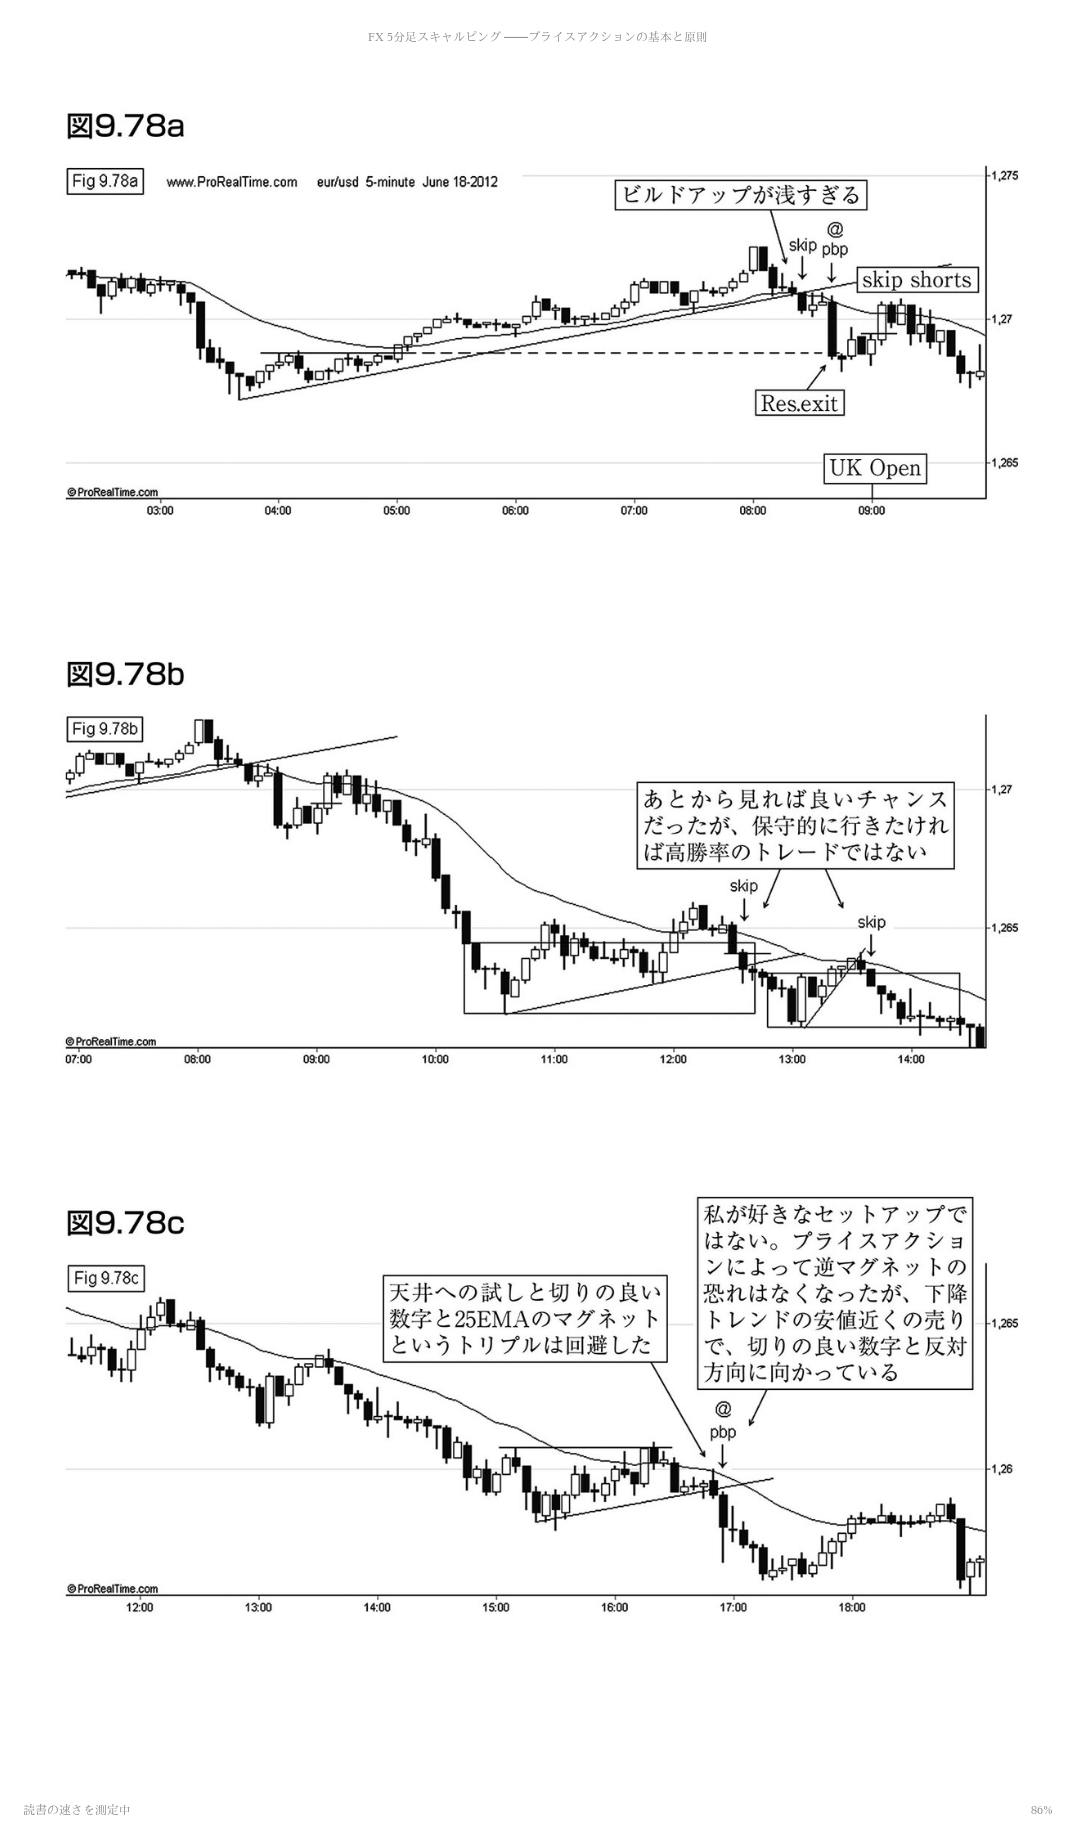 FX 5分足スキャルピング ――プライスアクションの基本と原則
図9.78a
Fig 9.78a
www.ProRealTime.com eur/usd 5-minute June 18-2012
1,275
ビルドアップが浅すぎる
@
skip
pbp
skip shorts
1,27
Res.exit
UK Open
1,265
©ProRealTime.com
03:00 04:00 05:00 06:00 07:00 08:00 09:00
図9.78b
Fig 9.78b
1,27
あとから見れば良いチャンス
だったが、保守的に行きたけれ
ば高勝率のトレードではない
skip
skip
1,265
©ProRealTime.com
07:00 08:00 09:00 10:00 11:00 12:00 13:00 14:00
図9.78c
Fig 9.78c
天井への試しと切りの良い
数字と25EMAのマグネット
というトリプルは回避した
私が好きなセットアップで
はない。プライスアクショ
ンによって逆マグネットの
恐れはなくなったが、下降
トレンドの安値近くの売り
で、切りの良い数字と反対
方向に向かっている
1,265
@
pbp
1,26
©ProRealTime.com
12:00 13:00 14:00 15:00 16:00 17:00 18:00
読書の速さを測定中
86%